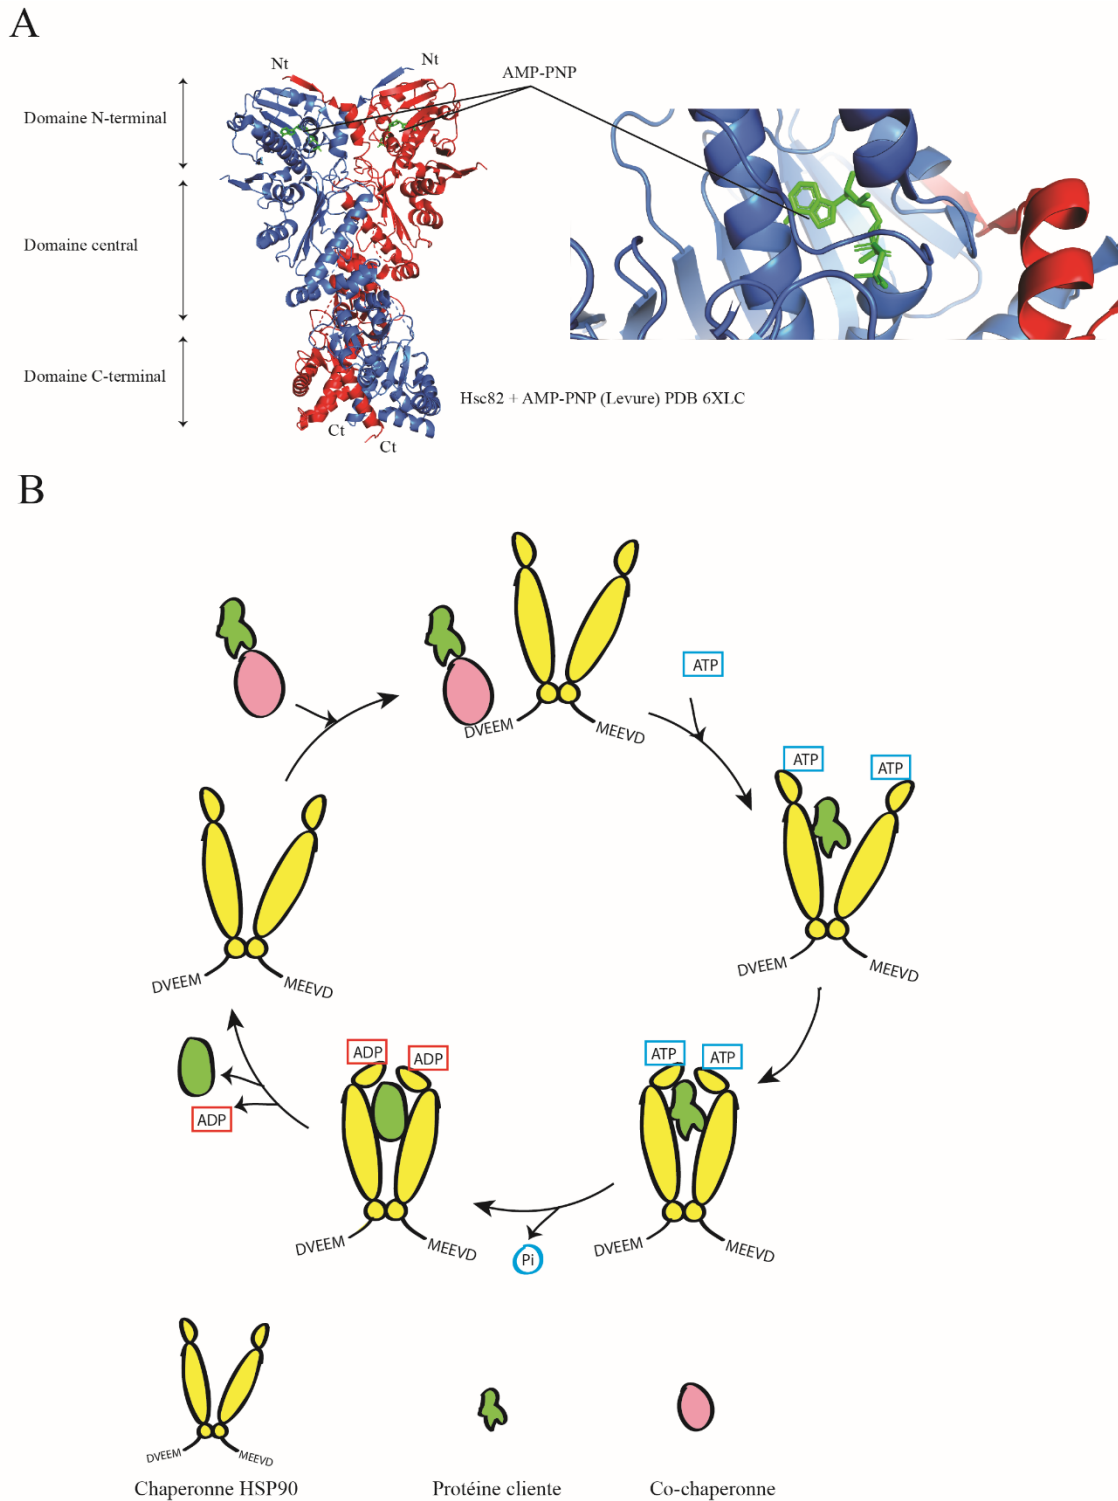 A
Nt
Nt
AMP-PNP
Domaine N-terminal
Domaine central
Domaine C-terminal
Hsc82 + AMP-PNP (Levure) PDB 6XLC
Ct
Ct
B
ATP
DVEEM
MEEVD
ATP
ATP
DVEEM
MEEVD
DVEEM
MEEVD
ADP
ADP
ATP
ATP
ADP
DVEEM
MEEVD
DVEEM
MEEVD
Pi
DVEEM
MEEVD
Chaperonne HSP90
Protéine cliente
Co-chaperonne